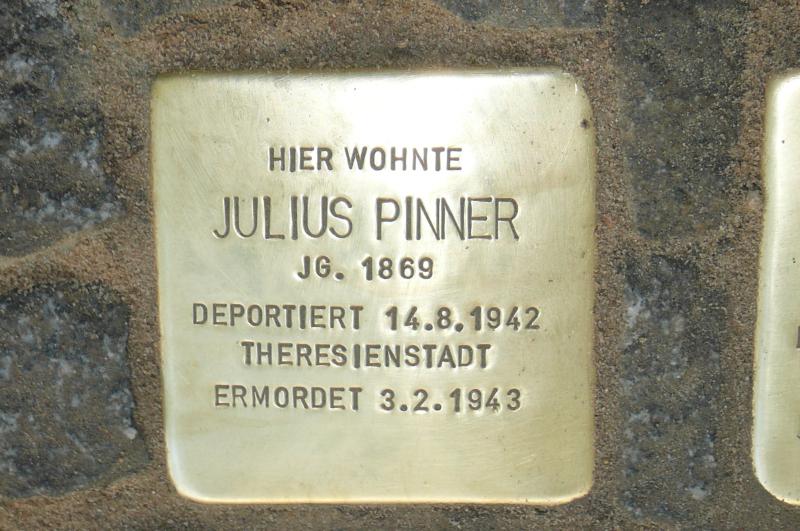 HIER WOHNTE
JULIUS PINNER
JG. 1869
DEPORTIERT 14.8.1942
THERESIENSTADT
ERMORDET 3.2.1943